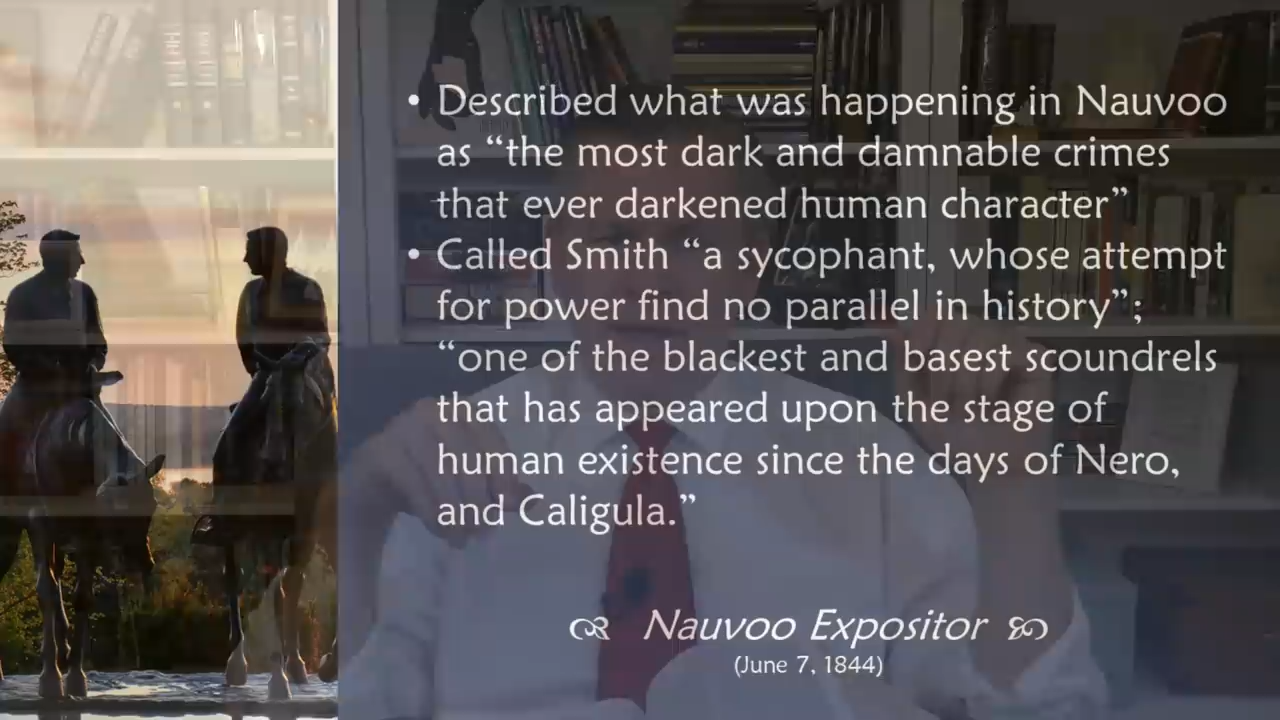 • Described what was happening in Nauvoo
as “the most dark and damnable crimes
that ever darkened human character”
• Called Smith “a sycophant, whose attempt
for power find no parallel in history”;
“one of the blackest and basest scoundrels
that has appeared upon the stage of
human existence since the days of Nero,
and Caligula.”
Nauvoo Expositor
(June 7, 1844)